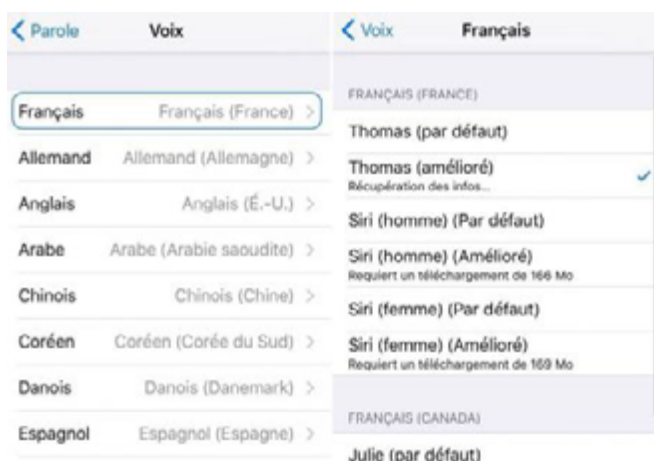 Parole Voix
Français Français (France)
Allemand Allemand (Allemagne)
Anglais Anglais (É.-U.)
Arabe Arabe (Arabie saoudite)
Chinois Chinois (Chine)
Coréen Coréen (Corée du Sud)
Danois Danois (Danemark)
Espagnol Espagnol (Espagne)
Voix Français
FRANÇAIS (FRANCE)
Thomas (par défaut)
Thomas (amélioré)
Récupération des infos...
Siri (homme) (Par défaut)
Siri (homme) (Amélioré)
Requiert un téléchargement de 166 Mo
Siri (femme) (Par défaut)
Siri (femme) (Amélioré)
Requiert un téléchargement de 169 Mo
FRANÇAIS (CANADA)
Julie (par défaut)